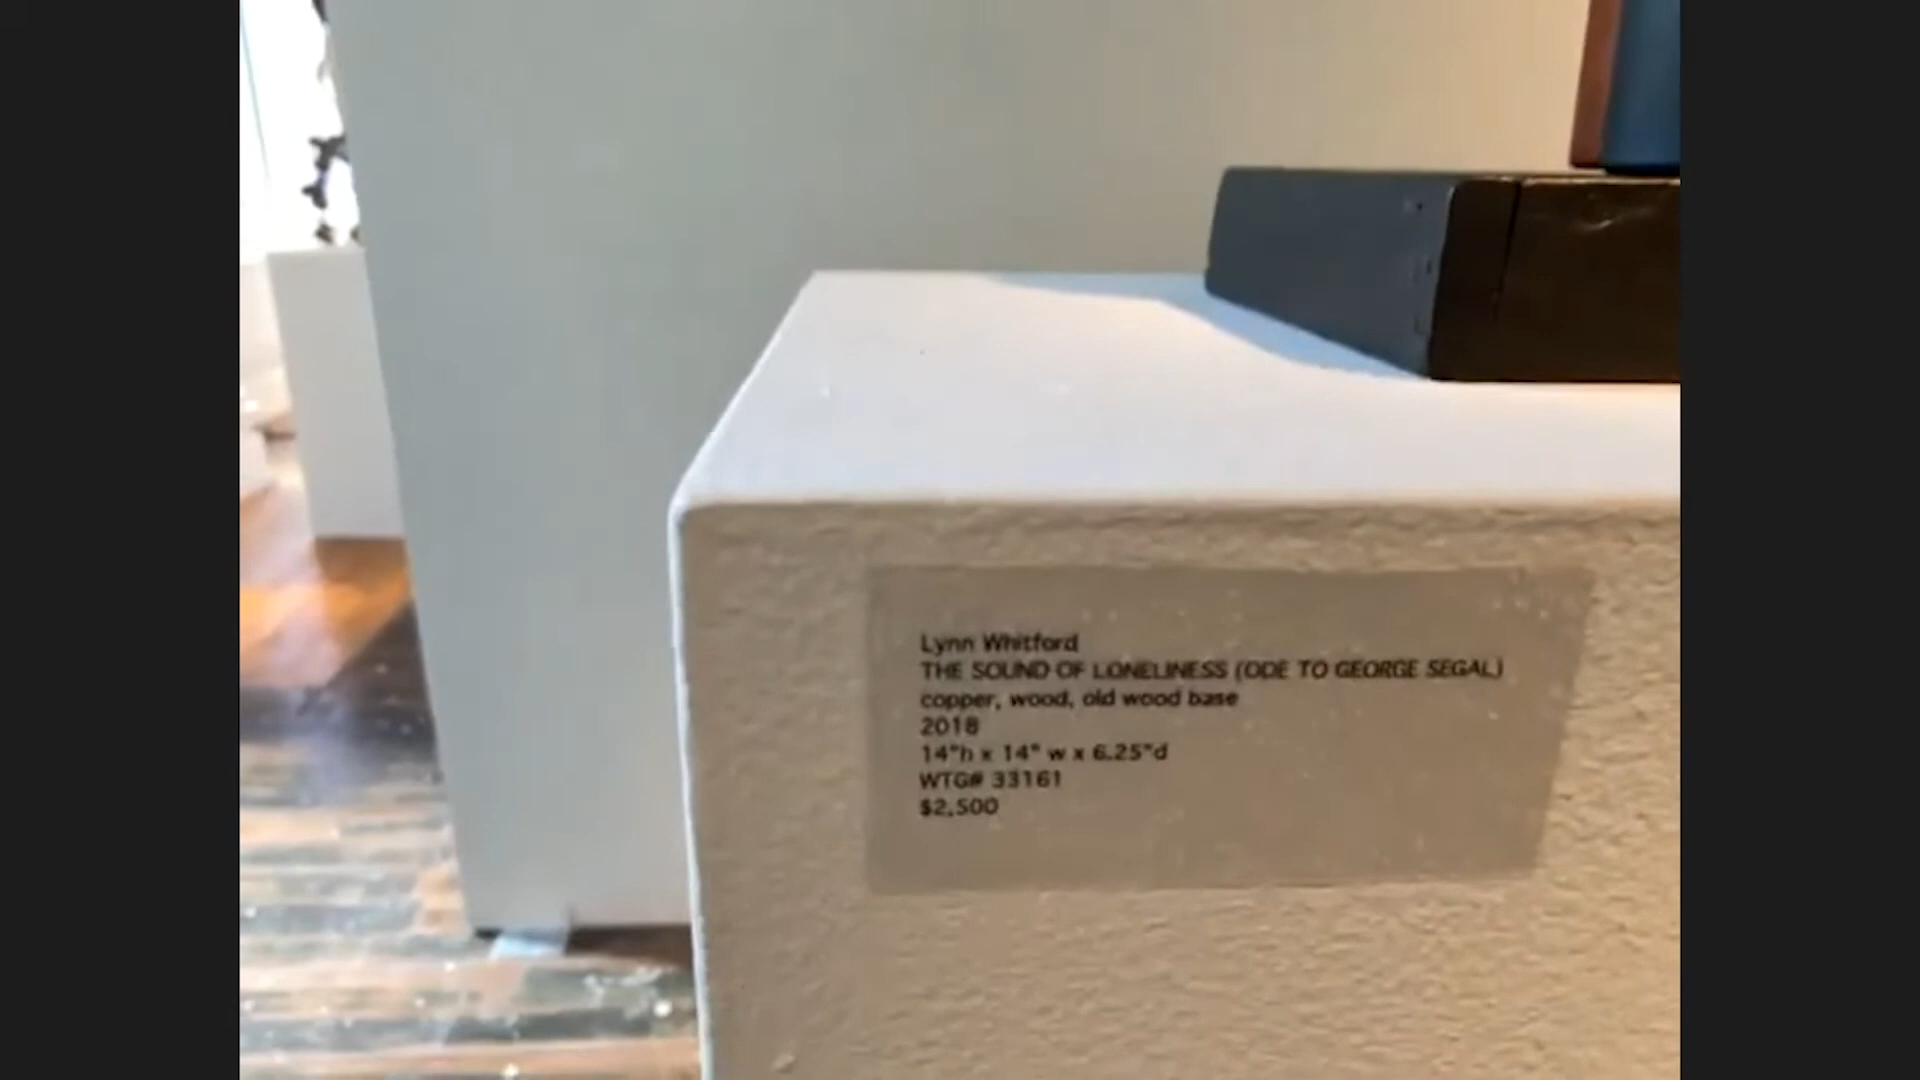 Lynn Whitford
THE SOUND OF LONELINESS (ODE TO GEORGE SEGAL)
copper, wood, old wood base
2018
14"h x 14" w x 6.25"d
WTG# 33161
$2,500